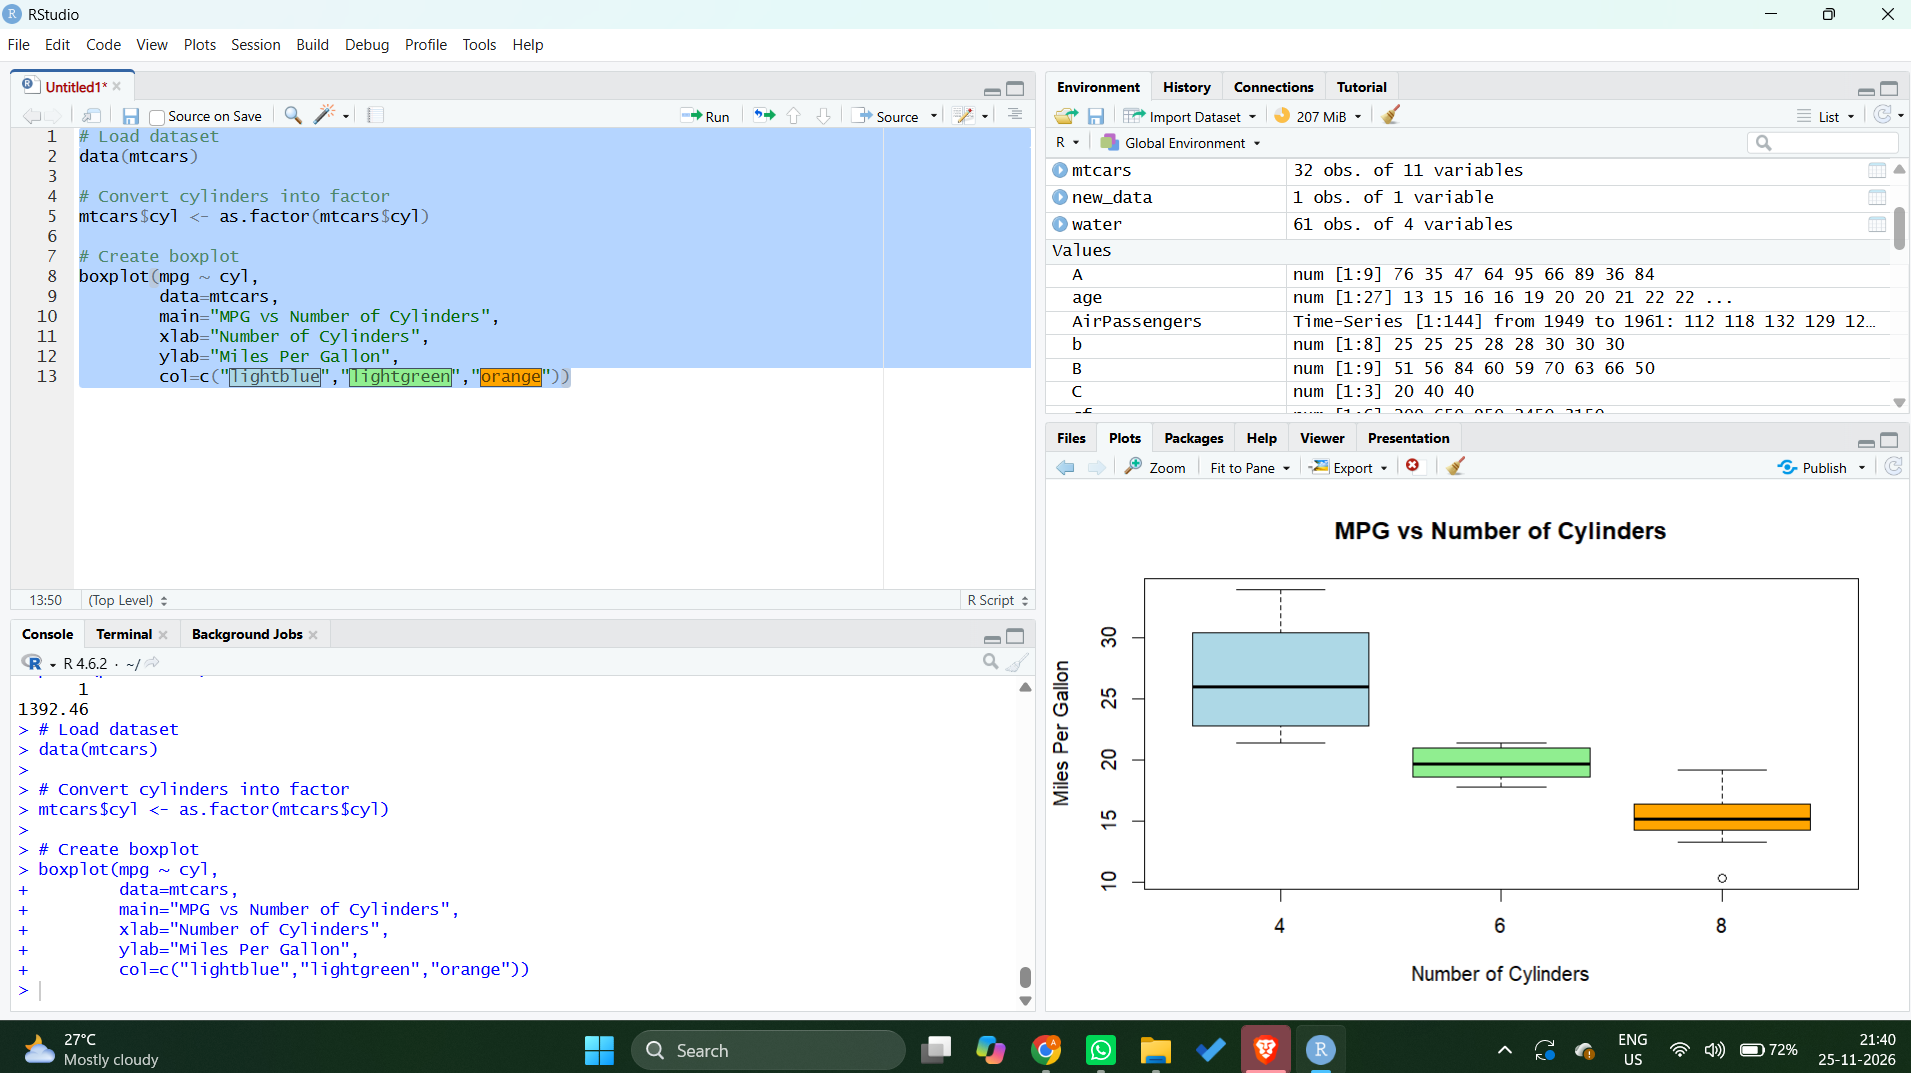 RStudio
File Edit Code View Plots Session Build Debug Profile Tools Help
Untitled1*
Source on Save Run Source
1 # Load dataset
2 data(mtcars)
3
4 # Convert cylinders into factor
5 mtcars$cyl <- as.factor(mtcars$cyl)
6
7 # Create boxplot
8 boxplot(mpg ~ cyl,
9 data=mtcars,
10 main="MPG vs Number of Cylinders",
11 xlab="Number of Cylinders",
12 ylab="Miles Per Gallon",
13 col=c("lightblue","lightgreen","orange"))
13:50 (Top Level) R Script
Console Terminal Background Jobs
R 4.6.2 · ~/
1
1392.46
> # Load dataset
> data(mtcars)
>
> # Convert cylinders into factor
> mtcars$cyl <- as.factor(mtcars$cyl)
>
> # Create boxplot
> boxplot(mpg ~ cyl,
+ data=mtcars,
+ main="MPG vs Number of Cylinders",
+ xlab="Number of Cylinders",
+ ylab="Miles Per Gallon",
+ col=c("lightblue","lightgreen","orange"))
>
Environment History Connections Tutorial
Import Dataset 207 MiB List
R Global Environment
mtcars 32 obs. of 11 variables
new_data 1 obs. of 1 variable
water 61 obs. of 4 variables
Values
A num [1:9] 76 35 47 64 95 66 89 36 84
age num [1:27] 13 15 16 16 19 20 20 21 22 22 ...
AirPassengers Time-Series [1:144] from 1949 to 1961: 112 118 132 129 12…
b num [1:8] 25 25 25 28 28 30 30 30
B num [1:9] 51 56 84 60 59 70 63 66 50
C num [1:3] 20 40 40
Files Plots Packages Help Viewer Presentation
Zoom Fit to Pane Export Publish
MPG vs Number of Cylinders
Miles Per Gallon
30
25
20
15
10
4 6 8
Number of Cylinders
27°C
Mostly cloudy
Search
ENG
US
72%
21:40
25-11-2026